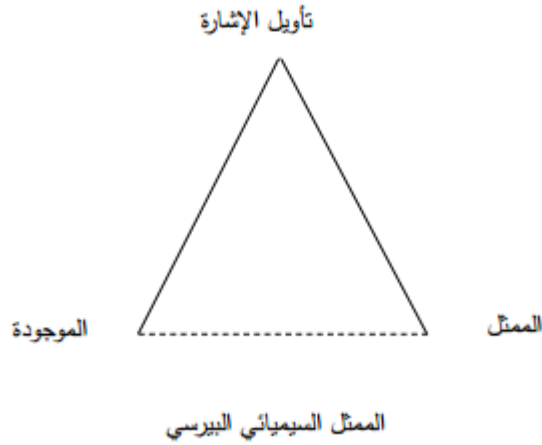 تأويل الإشارة
الممثل
الموجودة
الممثل السيميائي البيرسي